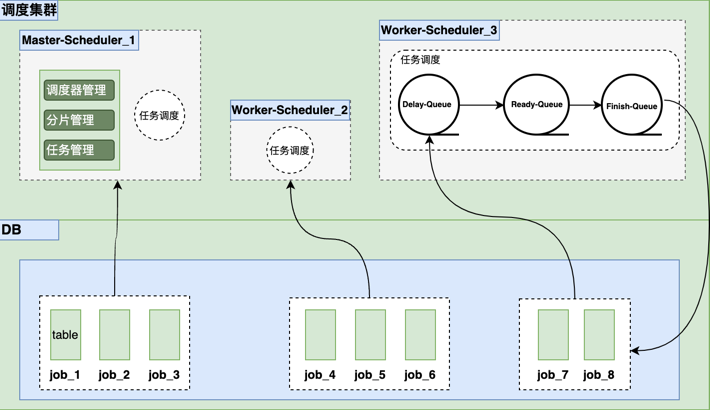 调度集群
Master-Scheduler_1
调度器管理
分片管理
任务管理
任务调度
Worker-Scheduler_2
任务调度
Worker-Scheduler_3
任务调度
Delay-Queue
Ready-Queue
Finish-Queue
DB
table
job_1
job_2
job_3
job_4
job_5
job_6
job_7
job_8